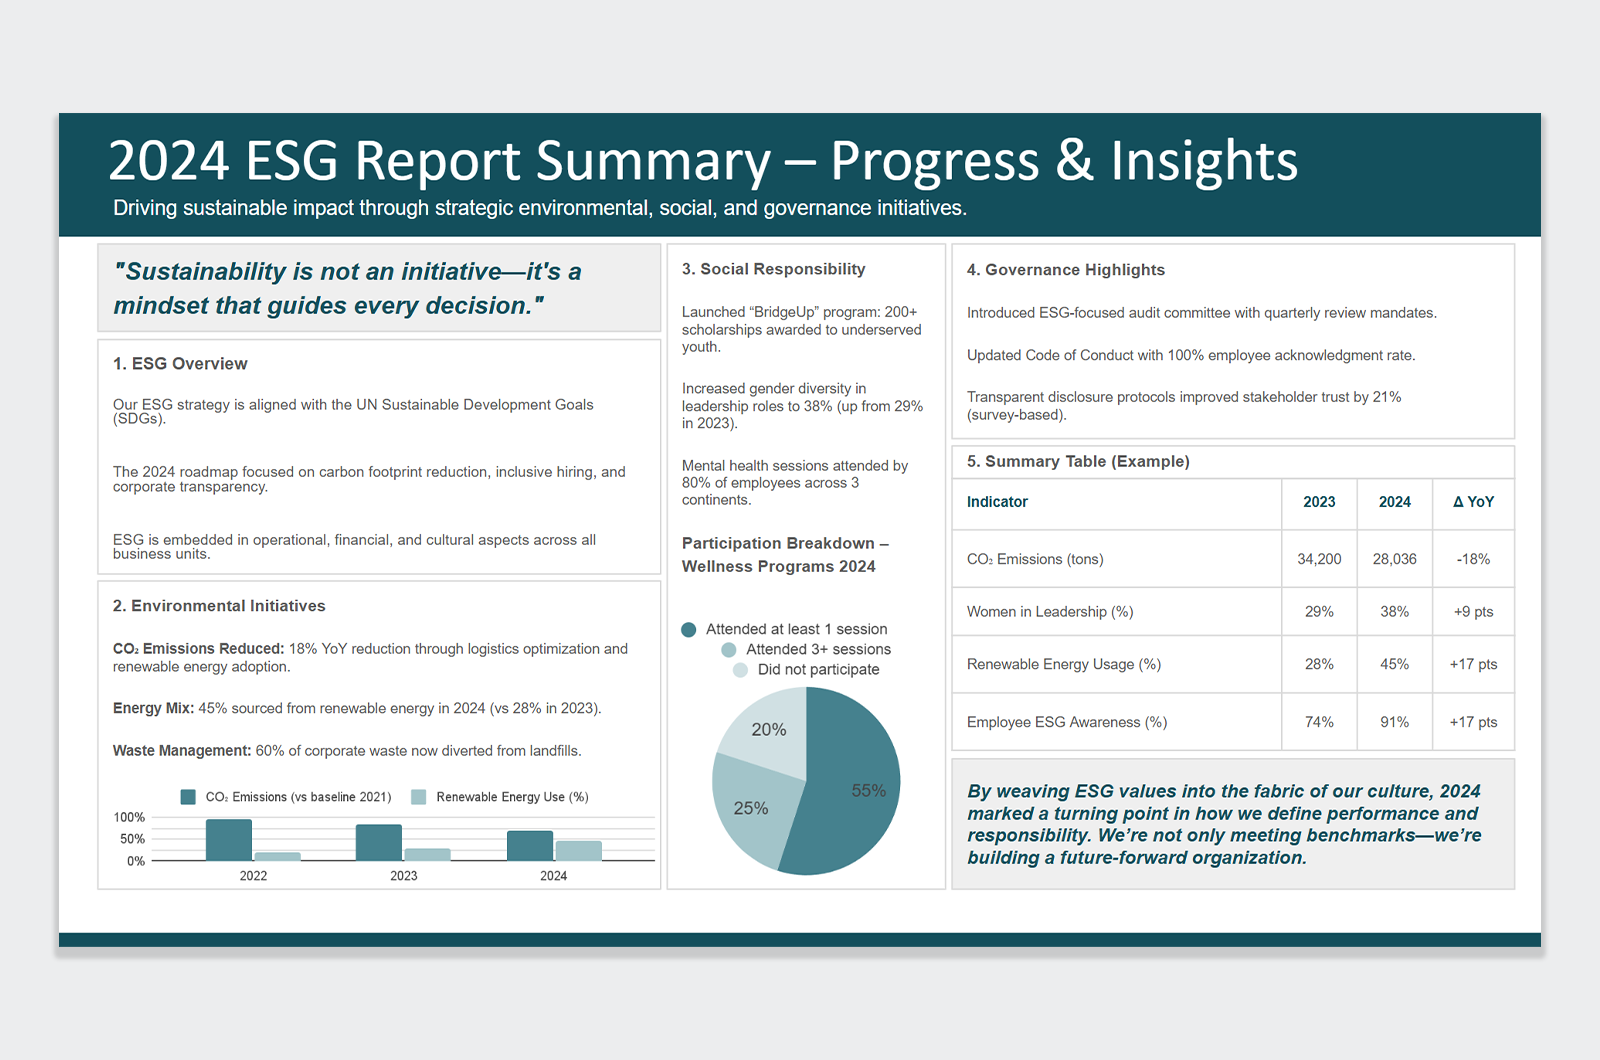 2024 ESG Report Summary – Progress & Insights
Driving sustainable impact through strategic environmental, social, and governance initiatives.
"Sustainability is not an initiative—it's a
mindset that guides every decision."
1. ESG Overview
Our ESG strategy is aligned with the UN Sustainable Development Goals
(SDGs).
The 2024 roadmap focused on carbon footprint reduction, inclusive hiring, and
corporate transparency.
ESG is embedded in operational, financial, and cultural aspects across all
business units.
2. Environmental Initiatives
CO₂ Emissions Reduced: 18% YoY reduction through logistics optimization and
renewable energy adoption.
Energy Mix: 45% sourced from renewable energy in 2024 (vs 28% in 2023).
Waste Management: 60% of corporate waste now diverted from landfills.
CO₂ Emissions (vs baseline 2021) Renewable Energy Use (%)
100%
50%
0%
2022 2023 2024
3. Social Responsibility
Launched “BridgeUp” program: 200+
scholarships awarded to underserved
youth.
Increased gender diversity in
leadership roles to 38% (up from 29%
in 2023).
Mental health sessions attended by
80% of employees across 3
continents.
Participation Breakdown –
Wellness Programs 2024
Attended at least 1 session
Attended 3+ sessions
Did not participate
20%
55%
25%
4. Governance Highlights
Introduced ESG-focused audit committee with quarterly review mandates.
Updated Code of Conduct with 100% employee acknowledgment rate.
Transparent disclosure protocols improved stakeholder trust by 21%
(survey-based).
5. Summary Table (Example)
Indicator 2023 2024 Δ YoY
CO₂ Emissions (tons) 34,200 28,036 -18%
Women in Leadership (%) 29% 38% +9 pts
Renewable Energy Usage (%) 28% 45% +17 pts
Employee ESG Awareness (%) 74% 91% +17 pts
By weaving ESG values into the fabric of our culture, 2024
marked a turning point in how we define performance and
responsibility. We’re not only meeting benchmarks—we’re
building a future-forward organization.